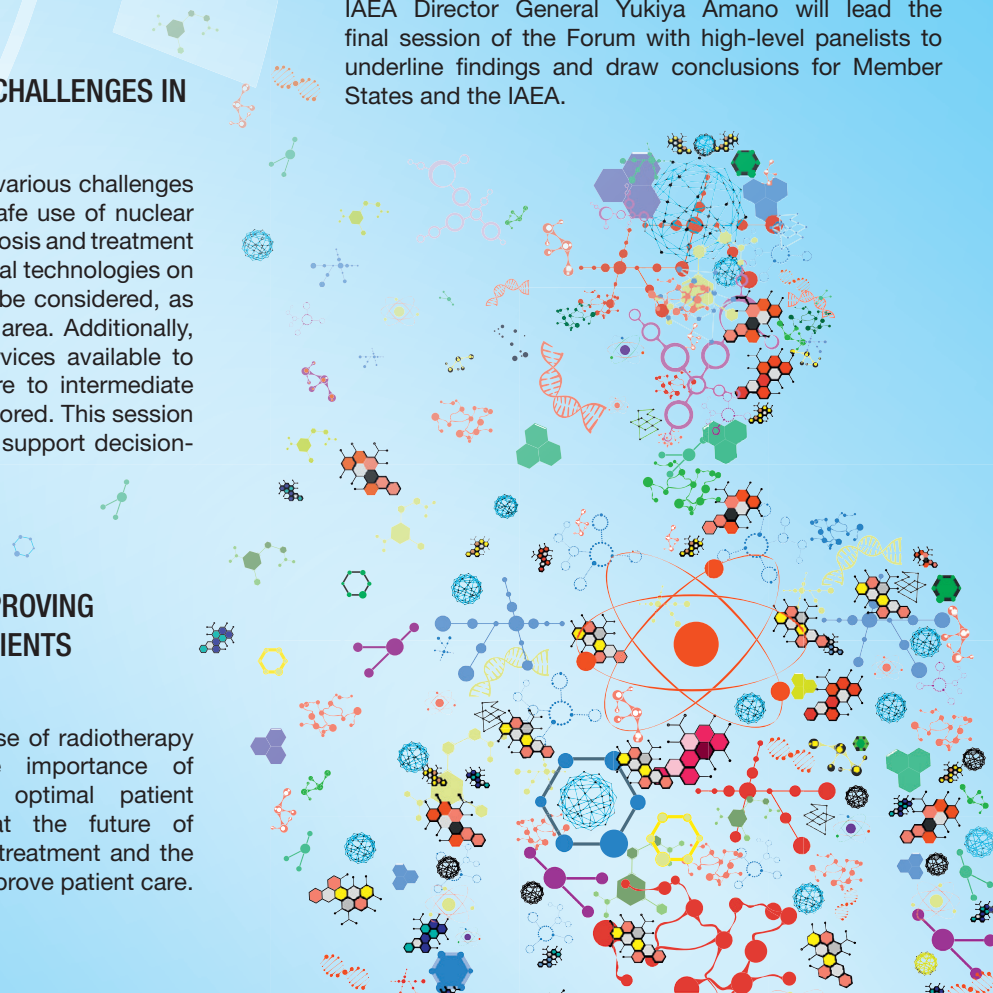 CHALLENGES IN
various challenges
afe use of nuclear
osis and treatment
al technologies on
be considered, as
area. Additionally,
rvices available to
re to intermediate
ored. This session
support decision-
PROVING
IENTS
se of radiotherapy
e importance of
optimal patient
at the future of
treatment and the
prove patient care.
IAEA Director General Yukiya Amano will lead the
final session of the Forum with high-level panelists to
underline findings and draw conclusions for Member
States and the IAEA.